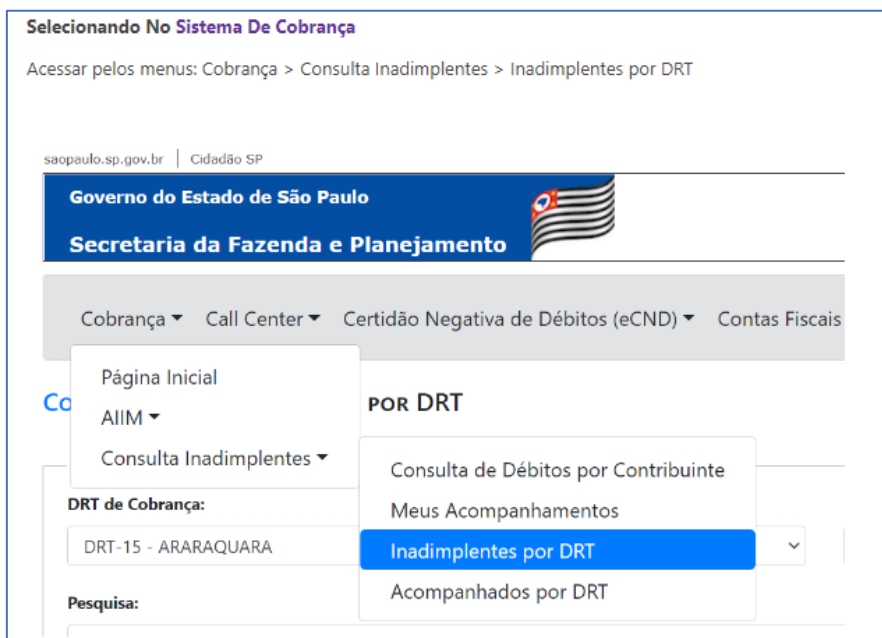 Selecionando No Sistema De Cobrança
Acessar pelos menus: Cobrança > Consulta Inadimplentes > Inadimplentes por DRT
saopaulo.sp.gov.br | Cidadão SP
Governo do Estado de São Paulo
Secretaria da Fazenda e Planejamento
Cobrança Call Center Certidão Negativa de Débitos (eCND) Contas Fiscais
Página Inicial
Co POR DRT
AIIM
Consulta Inadimplentes
Consulta de Débitos por Contribuinte
DRT de Cobrança:
Meus Acompanhamentos
DRT-15 - ARARAQUARA
Inadimplentes por DRT
Acompanhados por DRT
Pesquisa: